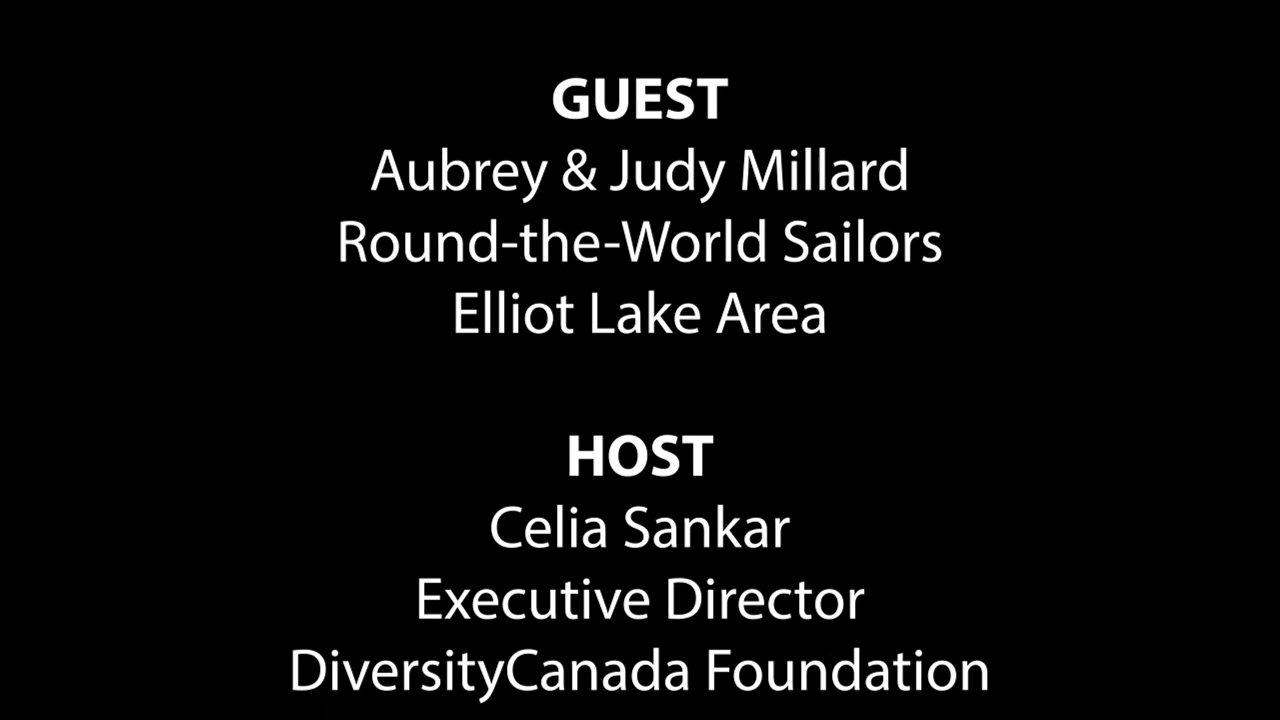 GUEST
Aubrey & Judy Millard
Round-the-World Sailors
Elliot Lake Area
HOST
Celia Sankar
Executive Director
DiversityCanada Foundation